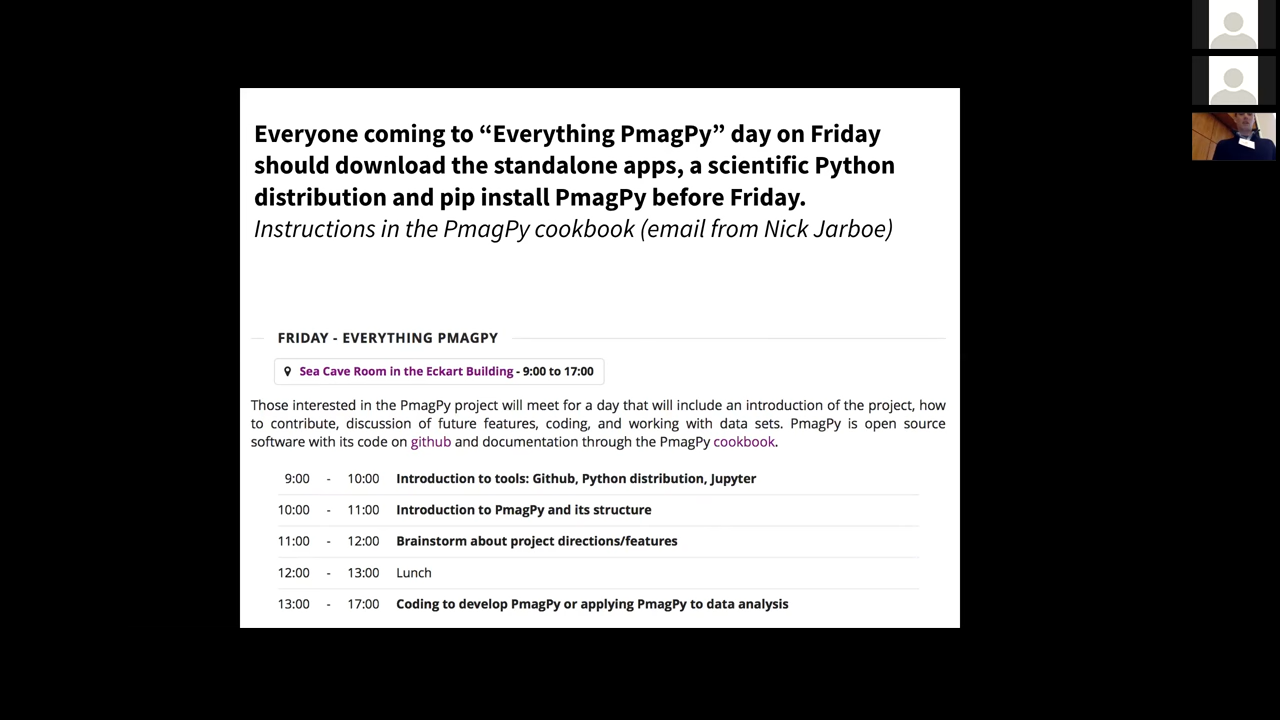 Everyone coming to “Everything PmagPy” day on Friday
should download the standalone apps, a scientific Python
distribution and pip install PmagPy before Friday.
Instructions in the PmagPy cookbook (email from Nick Jarboe)
FRIDAY - EVERYTHING PMAGPY
Sea Cave Room in the Eckart Building - 9:00 to 17:00
Those interested in the PmagPy project will meet for a day that will include an introduction of the project, how
to contribute, discussion of future features, coding, and working with data sets. PmagPy is open source
software with its code on github and documentation through the PmagPy cookbook.
9:00 - 10:00 Introduction to tools: Github, Python distribution, Jupyter
10:00 - 11:00 Introduction to PmagPy and its structure
11:00 - 12:00 Brainstorm about project directions/features
12:00 - 13:00 Lunch
13:00 - 17:00 Coding to develop PmagPy or applying PmagPy to data analysis